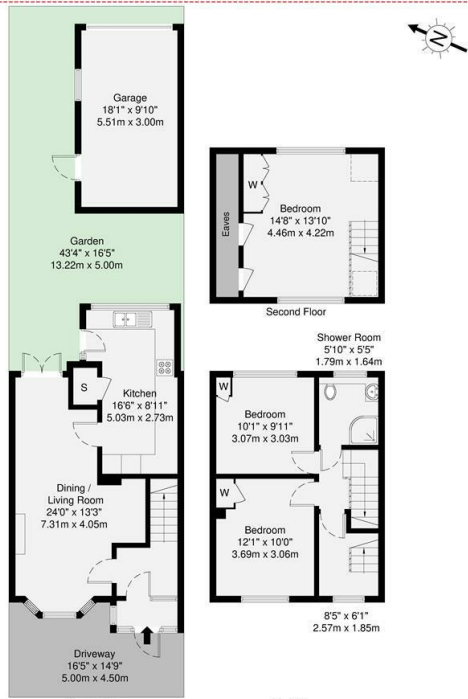 N
Garage
18'1" x 9'10"
5.51m x 3.00m
W
Bedroom
14'8" x 13'10"
4.46m x 4.22m
Eaves
Garden
43'4" x 16'5"
13.22m x 5.00m
Second Floor
Shower Room
5'10" x 5'5"
1.79m x 1.64m
S
Kitchen
16'6" x 8'11"
5.03m x 2.73m
W
Bedroom
10'1" x 9'11"
3.07m x 3.03m
Dining /
Living Room
24'0" x 13'3"
7.31m x 4.05m
W
Bedroom
12'1" x 10'0"
3.69m x 3.06m
8'5" x 6'1"
2.57m x 1.85m
Driveway
16'5" x 14'9"
5.00m x 4.50m